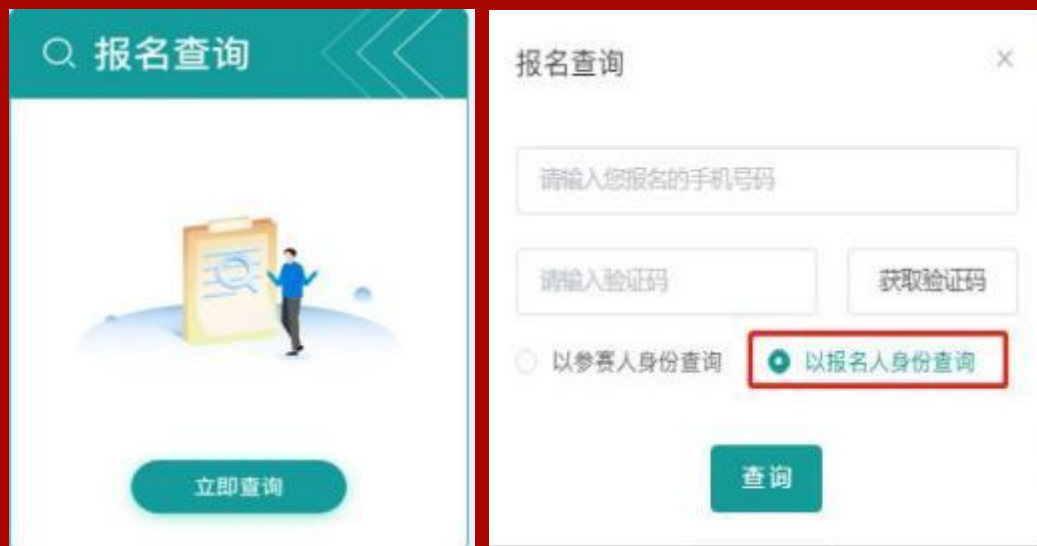 报名查询
立即查询
报名查询
请输入您报名的手机号码
请输入验证码
获取验证码
以参赛人身份查询
以报名人身份查询
查询